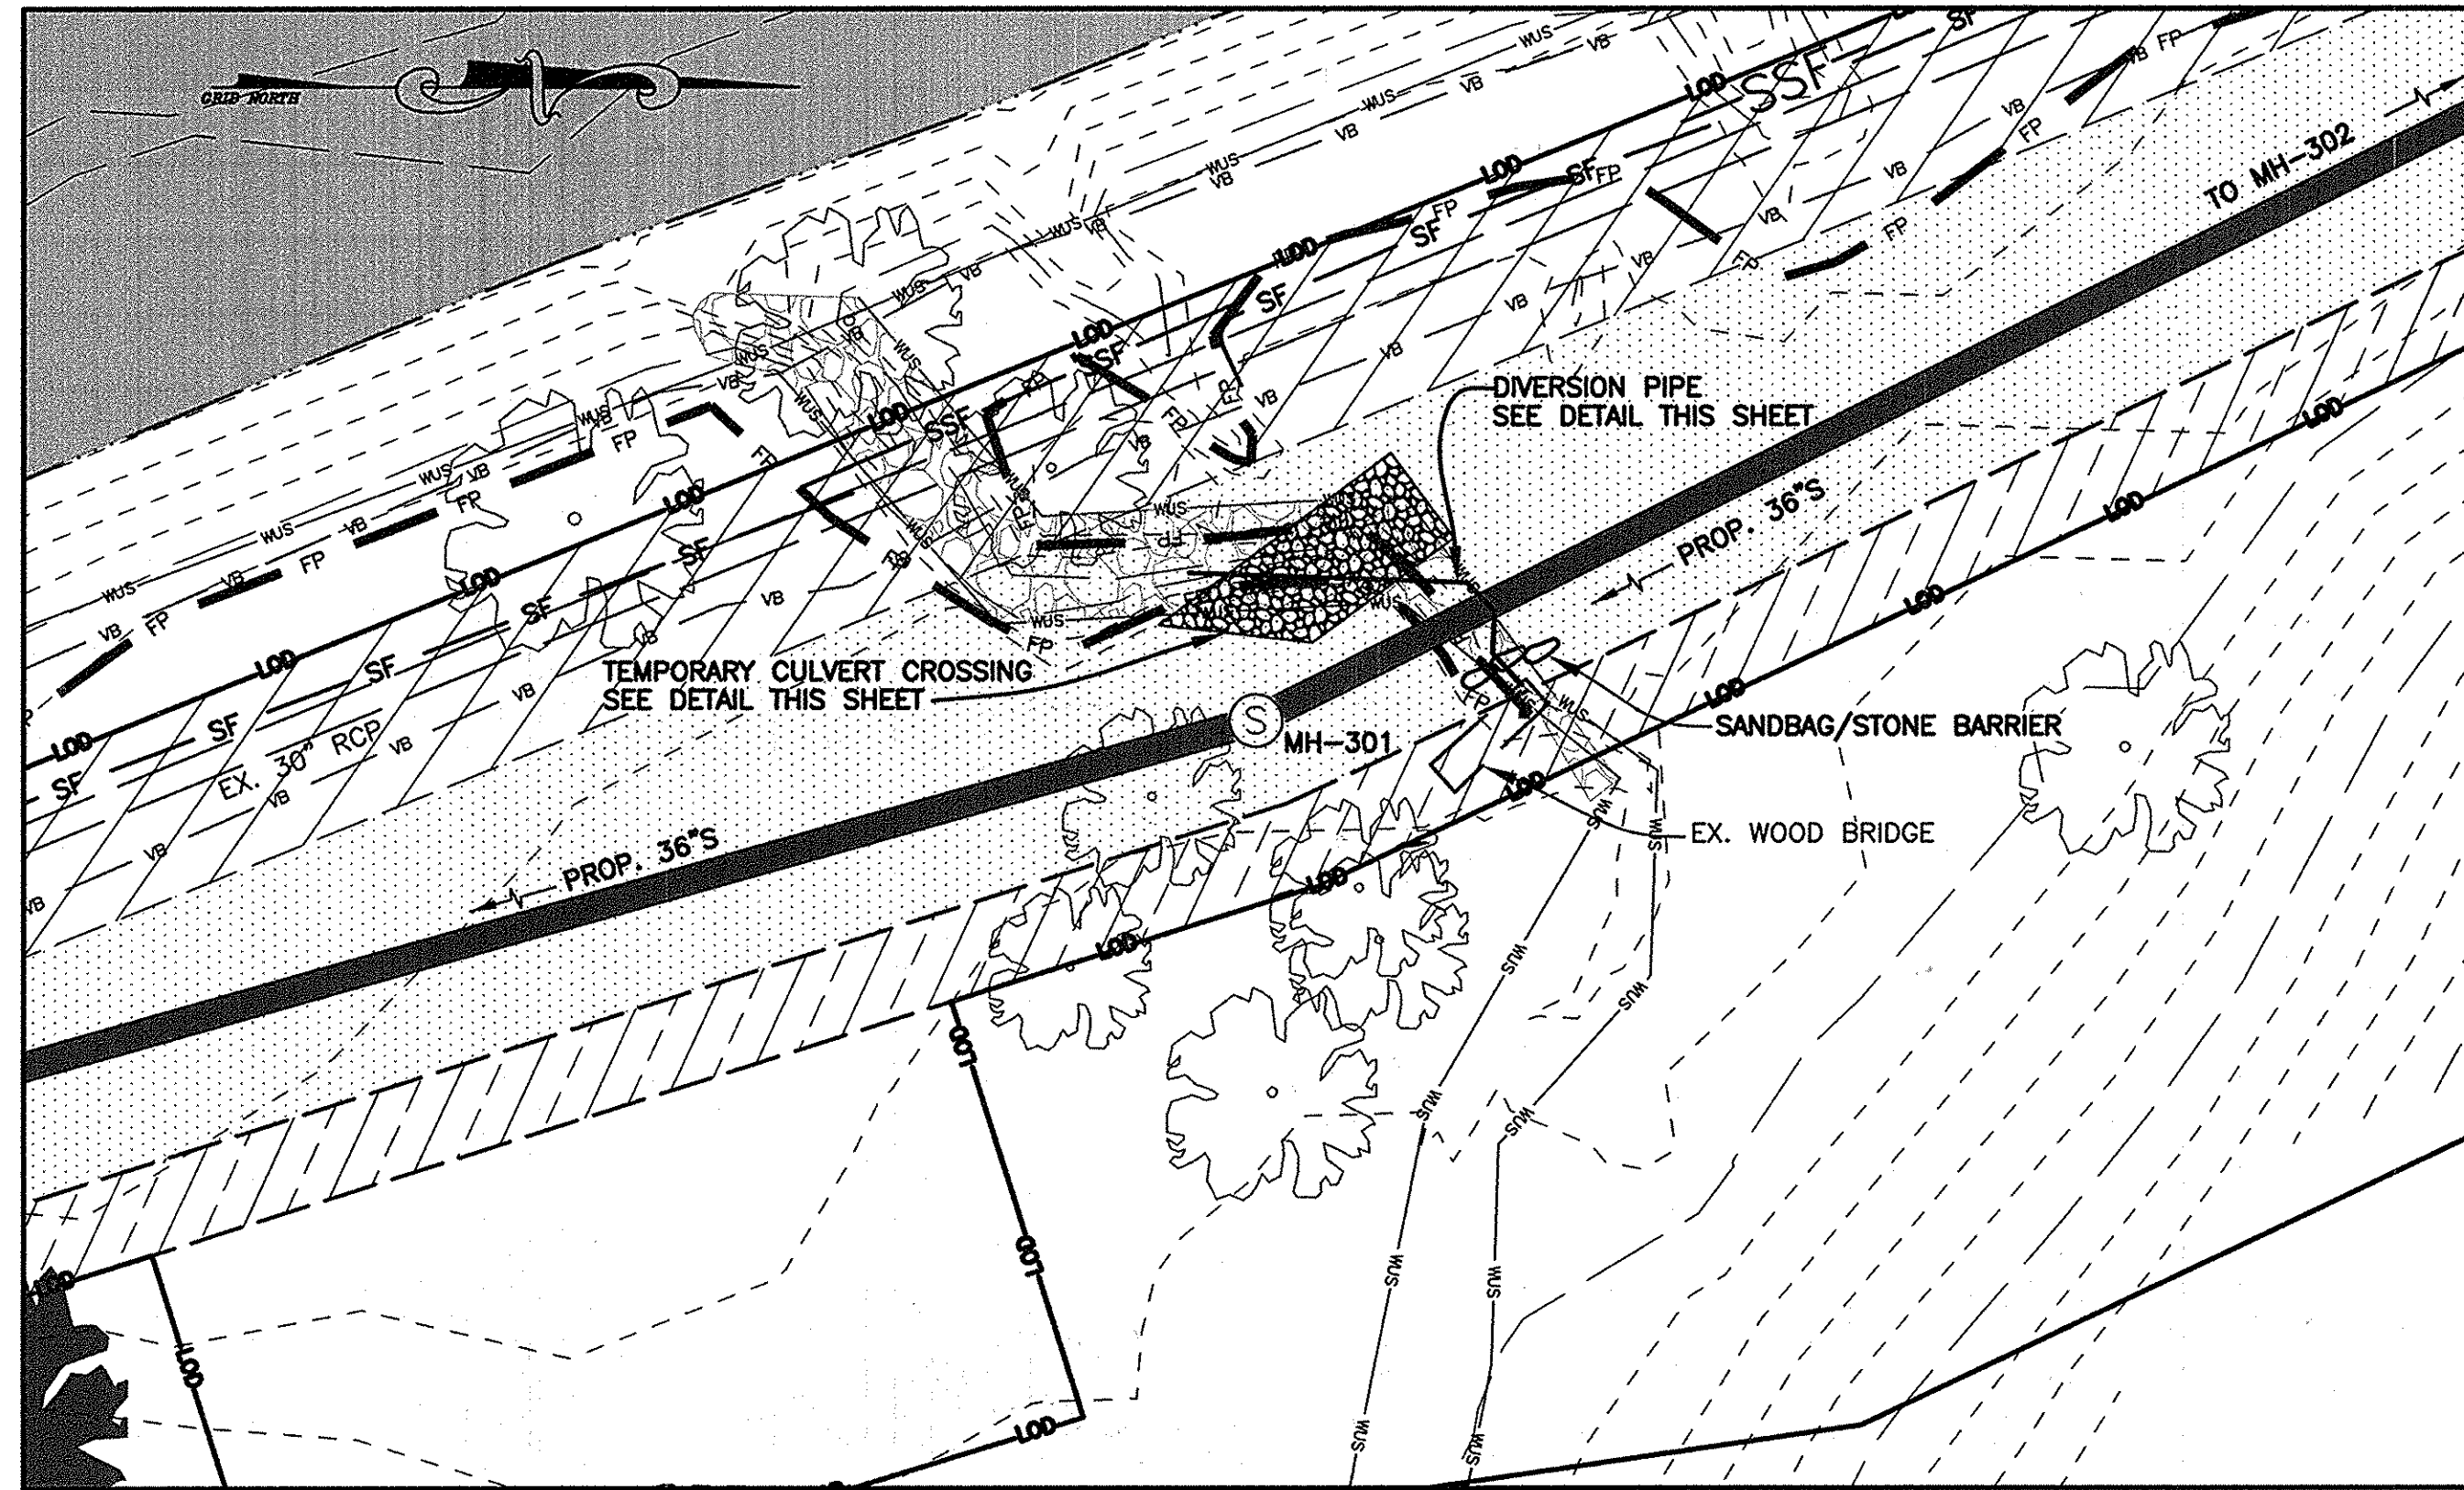 GRID NORTH
WUS
VB
LOD
SF
SSF
FP
TO MH-302
DIVERSION PIPE
SEE DETAIL THIS SHEET
PROP. 36"S
TEMPORARY CULVERT CROSSING
SEE DETAIL THIS SHEET
S
MH-301
SANDBAG/STONE BARRIER
EX. 30" RCP
EX. WOOD BRIDGE
PROP. 36"S